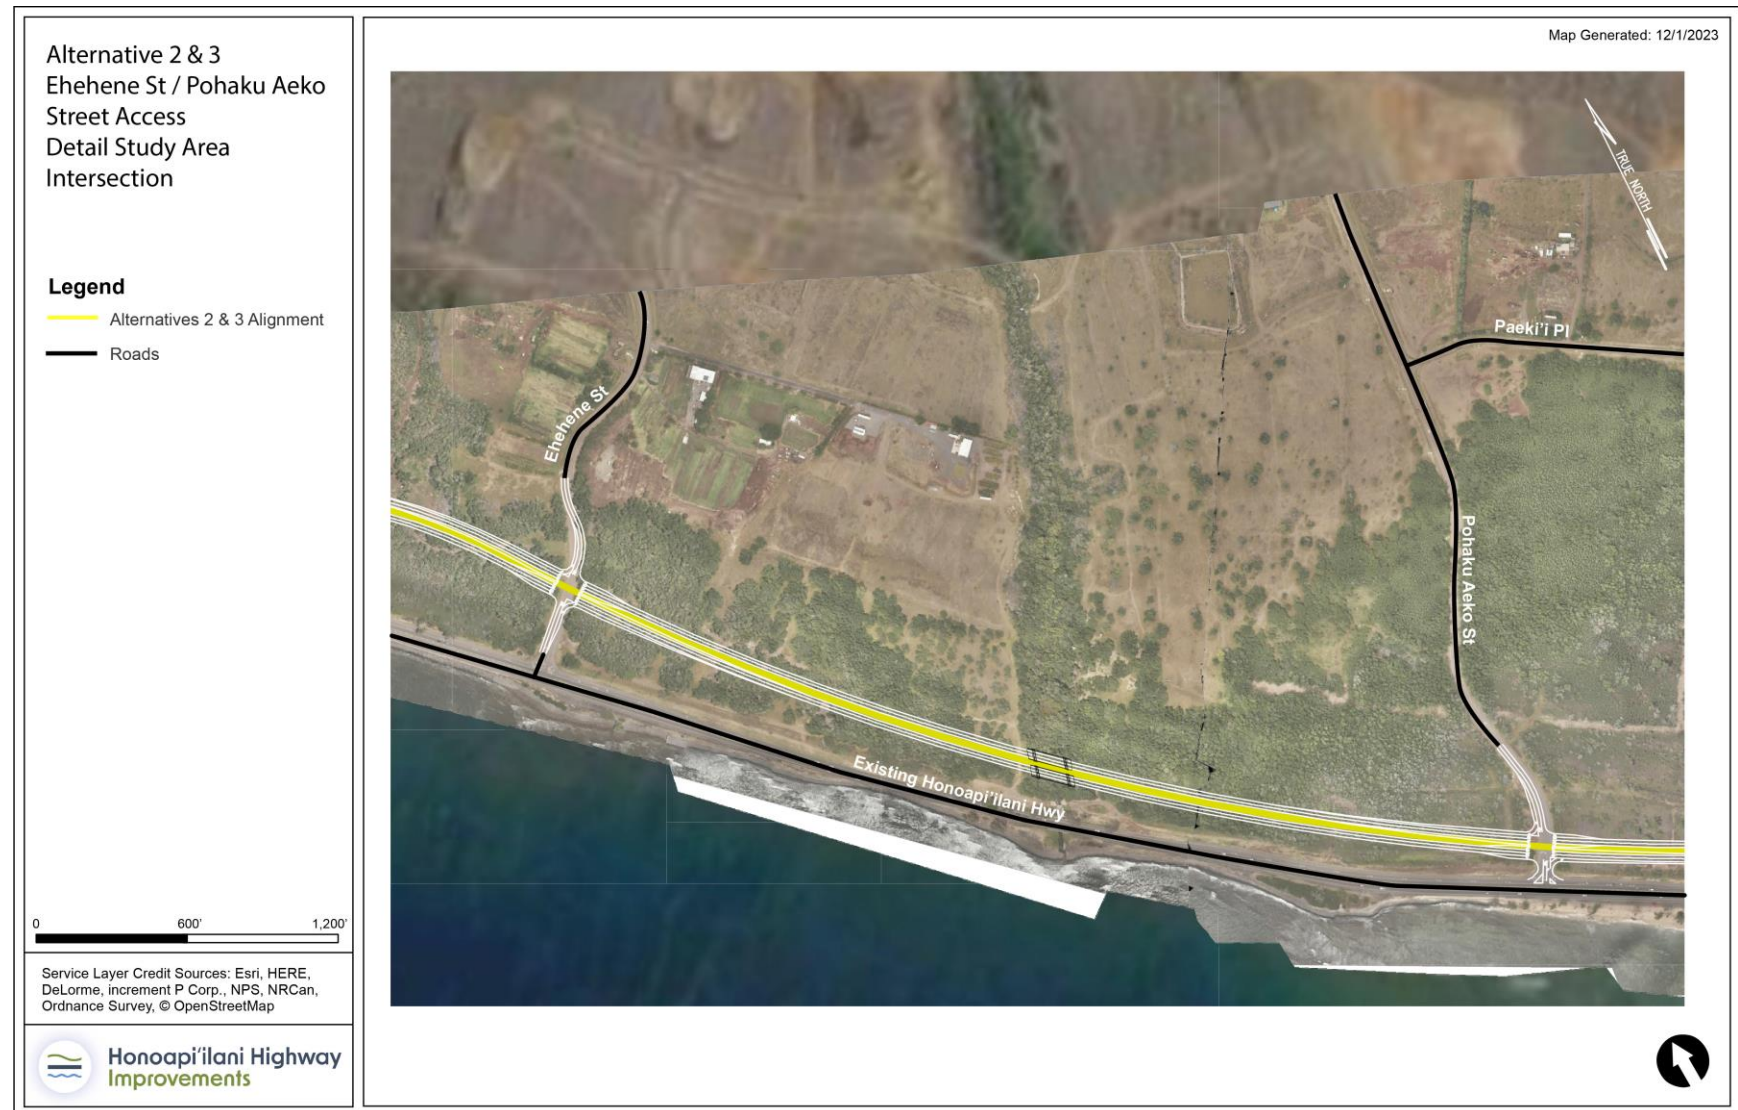 Alternative 2 & 3
Ehehene St / Pohaku Aeko
Street Access
Detail Study Area
Intersection
Legend
Alternatives 2 & 3 Alignment
Roads
0 600' 1,200'
Service Layer Credit Sources: Esri, HERE,
DeLorme, increment P Corp., NPS, NRCan,
Ordnance Survey, © OpenStreetMap
Honoapiʻilani Highway
Improvements
Map Generated: 12/1/2023
TRUE NORTH
Paeki'i Pl
Ehehene St
Pohaku Aeko St
Existing Honoapi'ilani Hwy